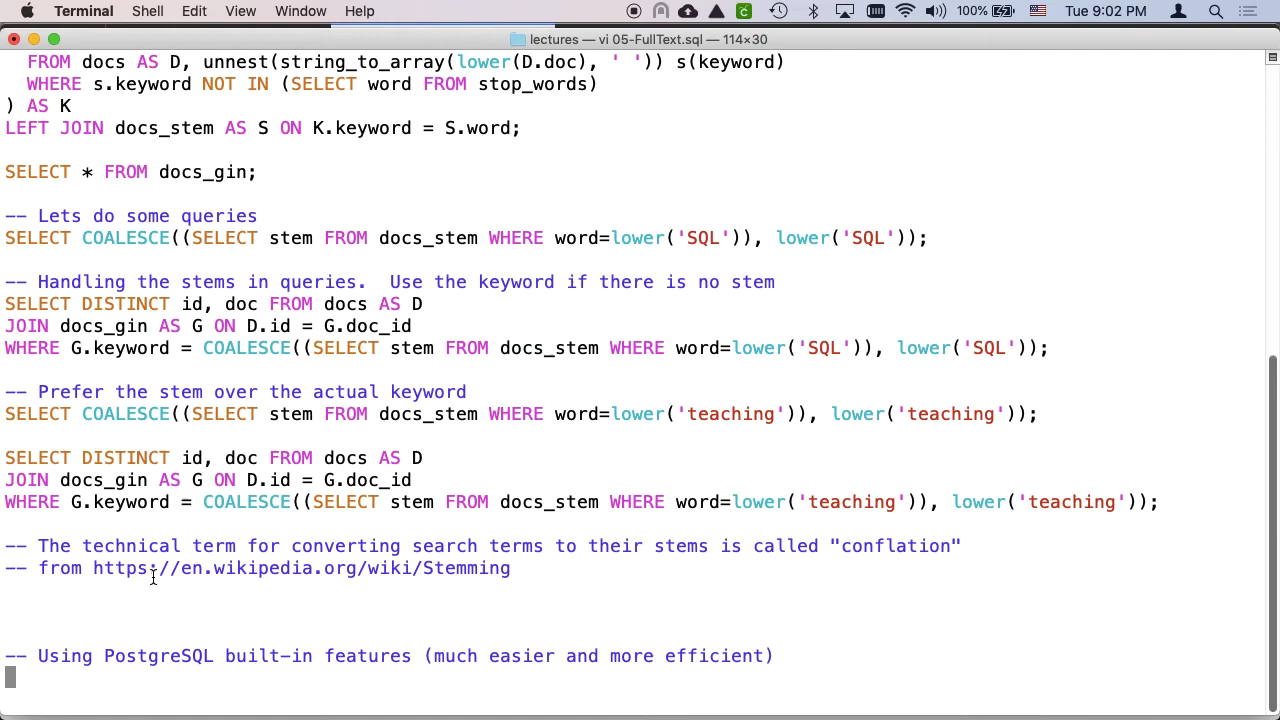 Terminal Shell Edit View Window Help 100% Tue 9:02 PM
lectures — vi 05-FullText.sql — 114×30
FROM docs AS D, unnest(string_to_array(lower(D.doc), ' ')) s(keyword)
WHERE s.keyword NOT IN (SELECT word FROM stop_words)
) AS K
LEFT JOIN docs_stem AS S ON K.keyword = S.word;
SELECT * FROM docs_gin;
-- Lets do some queries
SELECT COALESCE((SELECT stem FROM docs_stem WHERE word=lower('SQL')), lower('SQL'));
-- Handling the stems in queries.  Use the keyword if there is no stem
SELECT DISTINCT id, doc FROM docs AS D
JOIN docs_gin AS G ON D.id = G.doc_id
WHERE G.keyword = COALESCE((SELECT stem FROM docs_stem WHERE word=lower('SQL')), lower('SQL'));
-- Prefer the stem over the actual keyword
SELECT COALESCE((SELECT stem FROM docs_stem WHERE word=lower('teaching')), lower('teaching'));
SELECT DISTINCT id, doc FROM docs AS D
JOIN docs_gin AS G ON D.id = G.doc_id
WHERE G.keyword = COALESCE((SELECT stem FROM docs_stem WHERE word=lower('teaching')), lower('teaching'));
-- The technical term for converting search terms to their stems is called "conflation"
-- from https://en.wikipedia.org/wiki/Stemming
-- Using PostgreSQL built-in features (much easier and more efficient)